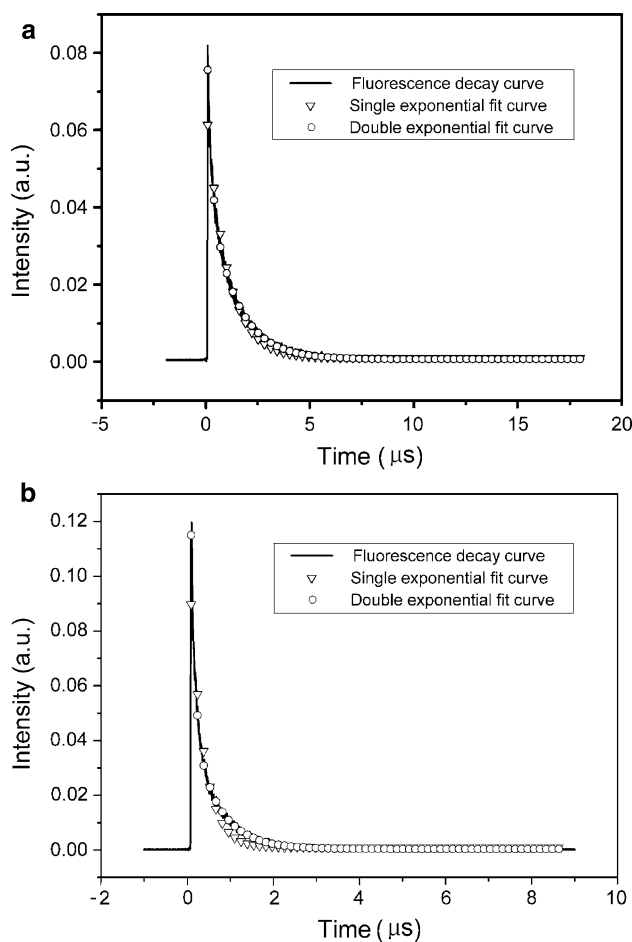 a
0.08
0.06
0.04
0.02
0.00
Intensity (a.u.)
Fluorescence decay curve
Single exponential fit curve
Double exponential fit curve
-5
0
5
10
15
20
Time ( μs)
b
0.12
0.10
0.08
0.06
0.04
0.02
0.00
Intensity (a.u.)
Fluorescence decay curve
Single exponential fit curve
Double exponential fit curve
-2
0
2
4
6
8
10
Time ( μs)